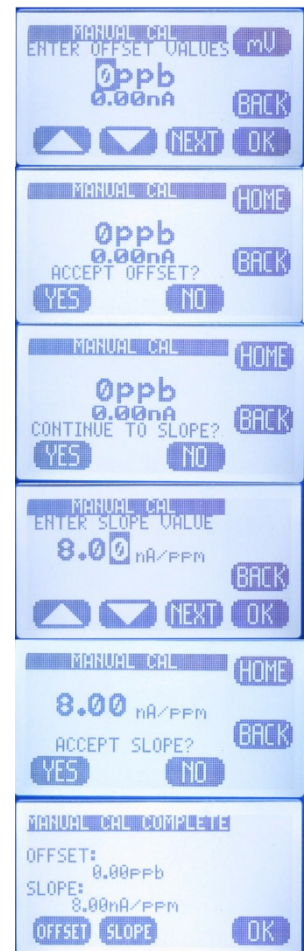 MANUAL CAL
ENTER OFFSET VALUES
mV
0ppb
0.00nA
BACK
NEXT
OK
MANUAL CAL
HOME
0ppb
0.00nA
BACK
ACCEPT OFFSET?
YES
NO
MANUAL CAL
HOME
0ppb
0.00nA
BACK
CONTINUE TO SLOPE?
YES
NO
MANUAL CAL
ENTER SLOPE VALUE
8.00 nA/PPM
BACK
NEXT
OK
MANUAL CAL
HOME
8.00 nA/PPM
BACK
ACCEPT SLOPE?
YES
NO
MANUAL CAL COMPLETE
OFFSET:
0.00PPb
SLOPE:
8.00nA/PPM
OFFSET
SLOPE
OK